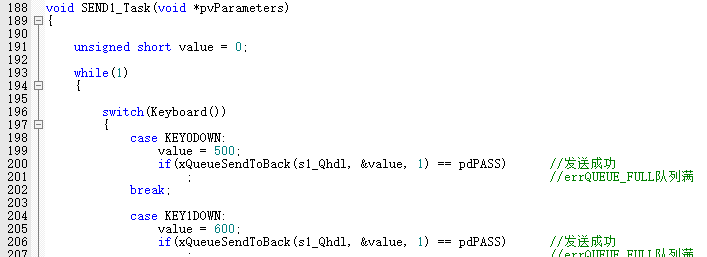 188 void SEND1_Task(void *pvParameters)
189 {
190
191 unsigned short value = 0;
192
193 while(1)
194 {
195
196 switch(Keyboard())
197 {
198 case KEY0DOWN:
199 value = 500;
200 if(xQueueSendToBack(s1_Qhdl, &value, 1) == pdPASS) //发送成功
201 ; //errQUEUE_FULL队列满
202 break;
203
204 case KEY1DOWN:
205 value = 600;
206 if(xQueueSendToBack(s1_Qhdl, &value, 1) == pdPASS) //发送成功
207 ; //errQUEUE_FULL队列满